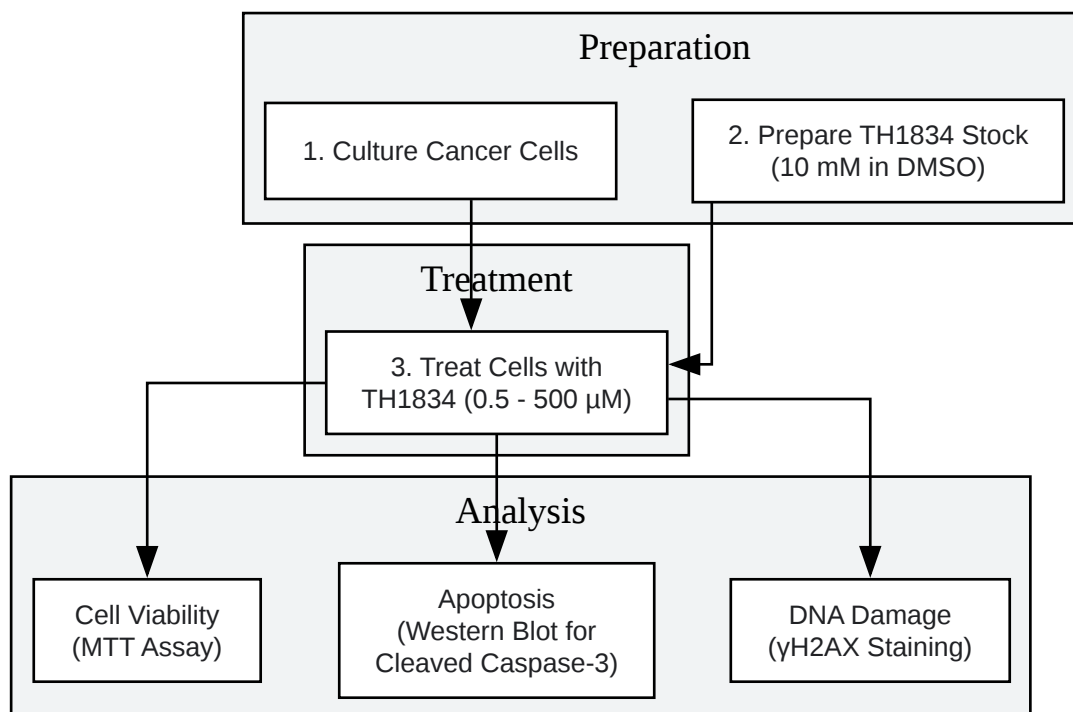 Preparation
1. Culture Cancer Cells
2. Prepare TH1834 Stock
(10 mM in DMSO)
Treatment
3. Treat Cells with
TH1834 (0.5 - 500 µM)
Analysis
Cell Viability
(MTT Assay)
Apoptosis
(Western Blot for
Cleaved Caspase-3)
DNA Damage
(γH2AX Staining)